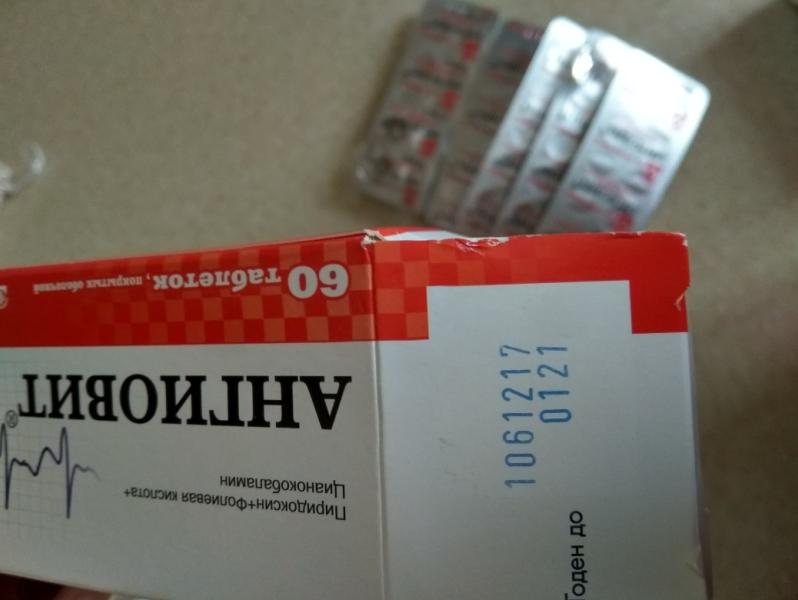 60 таблеток, покрытых оболочкой
АНГИОВИТ®
Пиридоксин+Фолиевая кислота+
Цианокобаламин
1061217
0121
Годен до